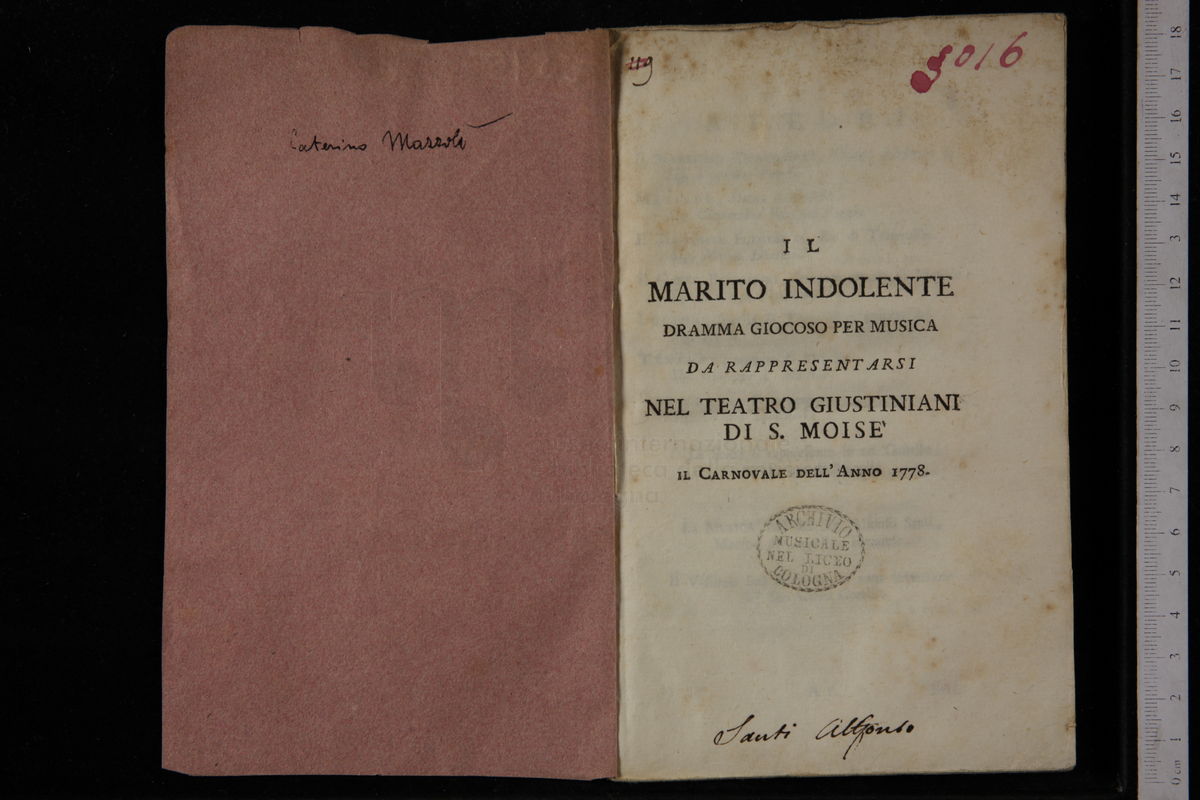 Caterino Mazzolà
119
5016
IL
MARITO INDOLENTE
DRAMMA GIOCOSO PER MUSICA
DA RAPPRESENTARSI
NEL TEATRO GIUSTINIANI
DI S. MOISE'
IL CARNOVALE DELL' ANNO 1778.
ARCHIVIO
MUSICALE
NEL LICEO
DI
BOLOGNA
Santi Alfonso